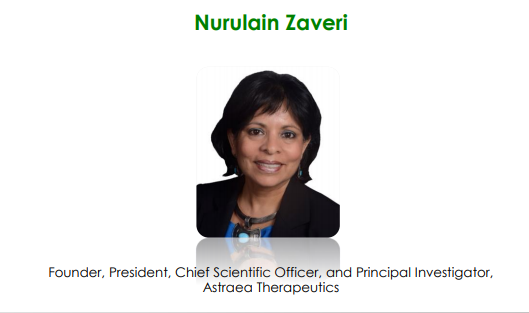 Nurulain Zaveri
Founder, President, Chief Scientific Officer, and Principal Investigator,
Astraea Therapeutics